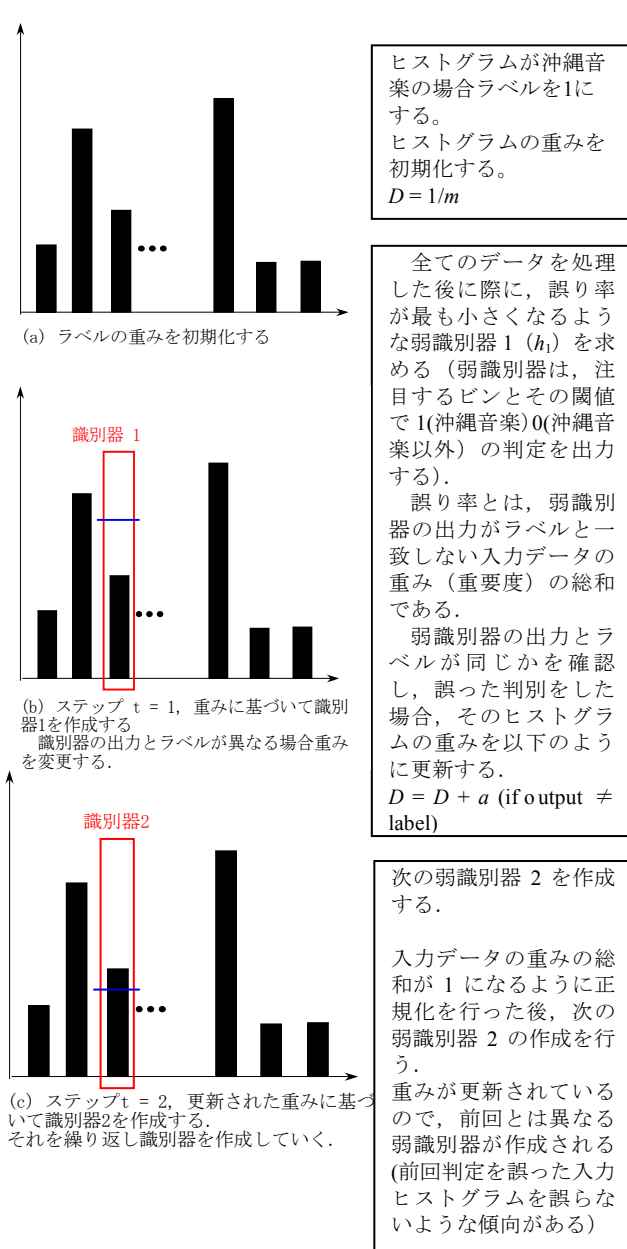 ヒストグラムが沖縄音
楽の場合ラベルを1に
する。
ヒストグラムの重みを
初期化する。
D = 1/m
(a) ラベルの重みを初期化する
全てのデータを処理
した後に際に，誤り率
が最も小さくなるよう
な弱識別器 1（h1）を求
める（弱識別器は，注
目するビンとその閾値
で 1(沖縄音楽)0(沖縄音
楽以外）の判定を出力
する）．
誤り率とは，弱識別
器の出力がラベルと一
致しない入力データの
重み（重要度）の総和
である．
弱識別器の出力とラ
ベルが同じかを確認
し，誤った判別をした
場合，そのヒストグラ
ムの重みを以下のよう
に更新する．
D = D + a (if output ≠
label)
識別器 1
(b) ステップ t = 1, 重みに基づいて識別
器1を作成する
識別器の出力とラベルが異なる場合重み
を変更する．
識別器2
(c) ステップt = 2, 更新された重みに基づ
いて識別器2を作成する．
それを繰り返し識別器を作成していく．
次の弱識別器 2 を作成
する．
入力データの重みの総
和が 1 になるように正
規化を行った後，次の
弱識別器 2 の作成を行
う．
重みが更新されている
ので，前回とは異なる
弱識別器が作成される
(前回判定を誤った入力
ヒストグラムを誤らな
いような傾向がある）